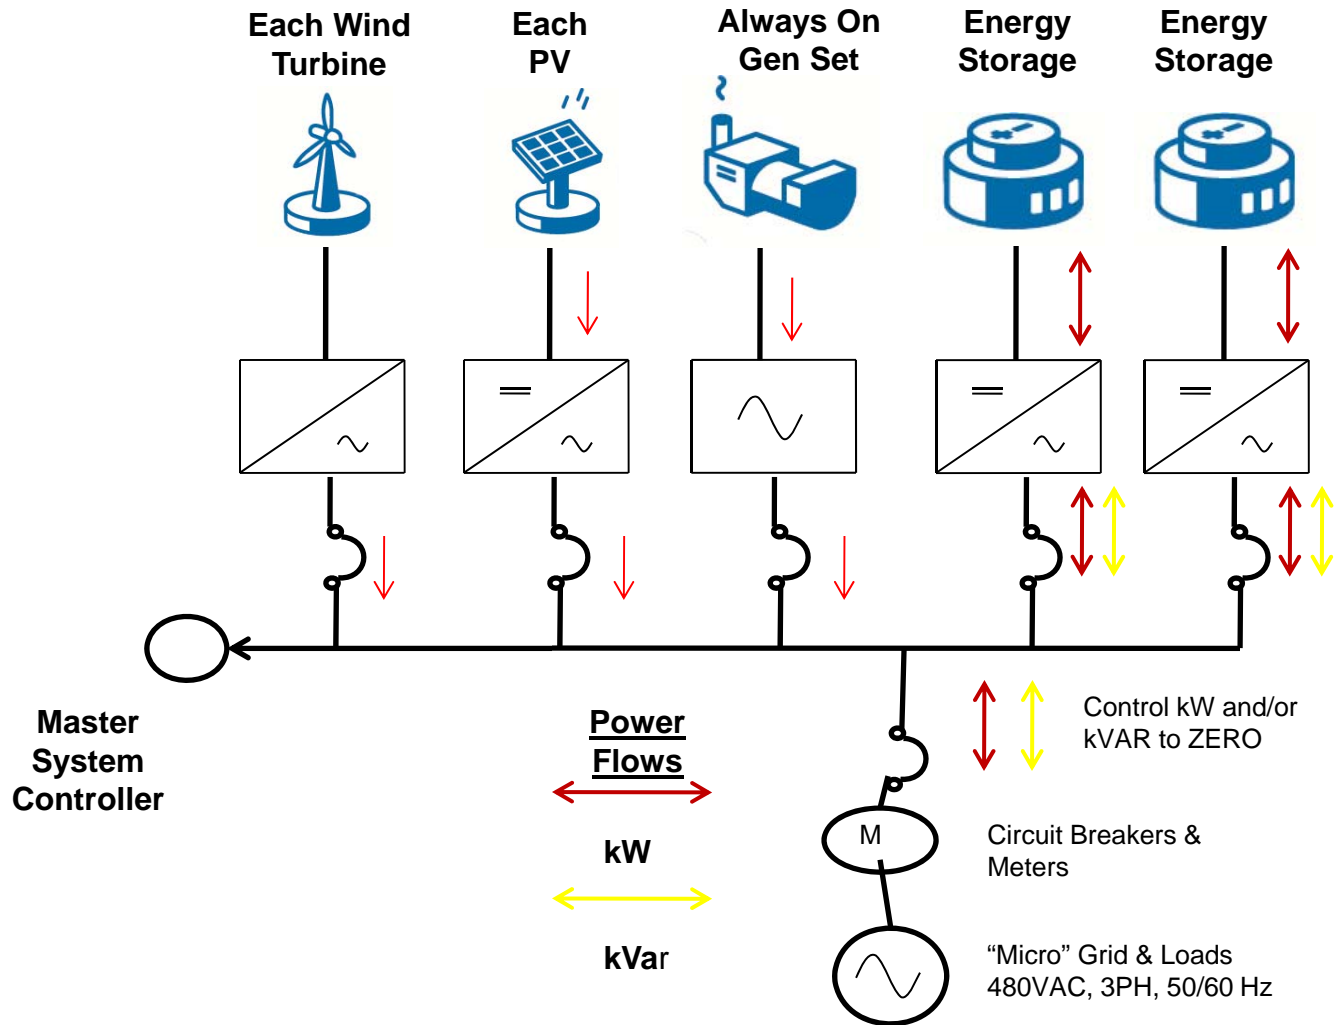 Each Wind
Turbine
Each
PV
Always On
Gen Set
Energy
Storage
Energy
Storage
Master
System
Controller
Power
Flows
kW
kVar
Control kW and/or
kVAR to ZERO
M
Circuit Breakers &
Meters
“Micro” Grid & Loads
480VAC, 3PH, 50/60 Hz